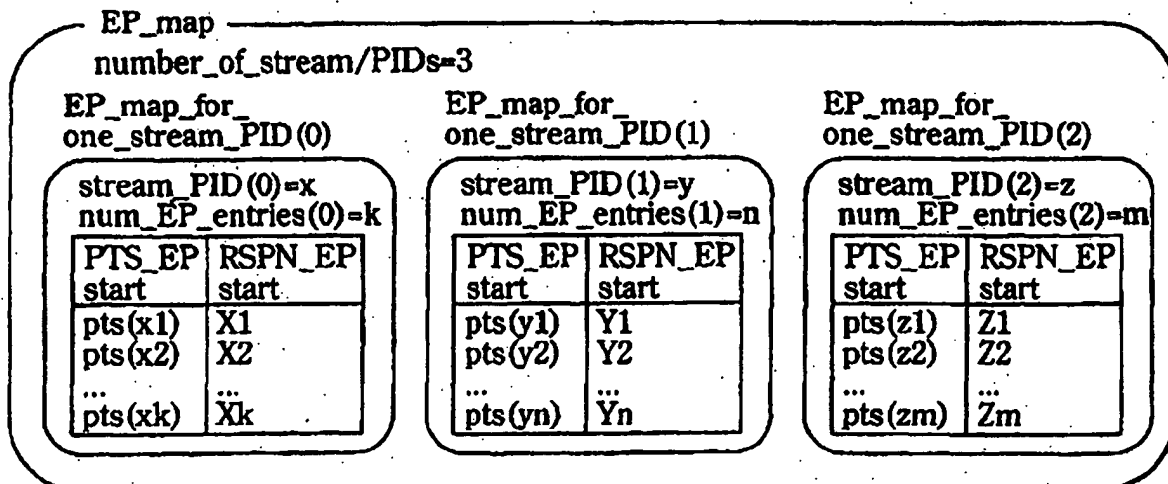 EP_map
number_of_stream/PIDs=3
EP_map_for_
one_stream_PID(0)
stream_PID(0)=x
num_EP_entries(0)=k
PTS_EP RSPN_EP
start start
pts(x1) X1
pts(x2) X2
... ...
pts(xk) Xk
EP_map_for_
one_stream_PID(1)
stream_PID(1)=y
num_EP_entries(1)=n
PTS_EP RSPN_EP
start start
pts(y1) Y1
pts(y2) Y2
... ...
pts(yn) Yn
EP_map_for_
one_stream_PID(2)
stream_PID(2)=z
num_EP_entries(2)=m
PTS_EP RSPN_EP
start start
pts(z1) Z1
pts(z2) Z2
... ...
pts(zm) Zm